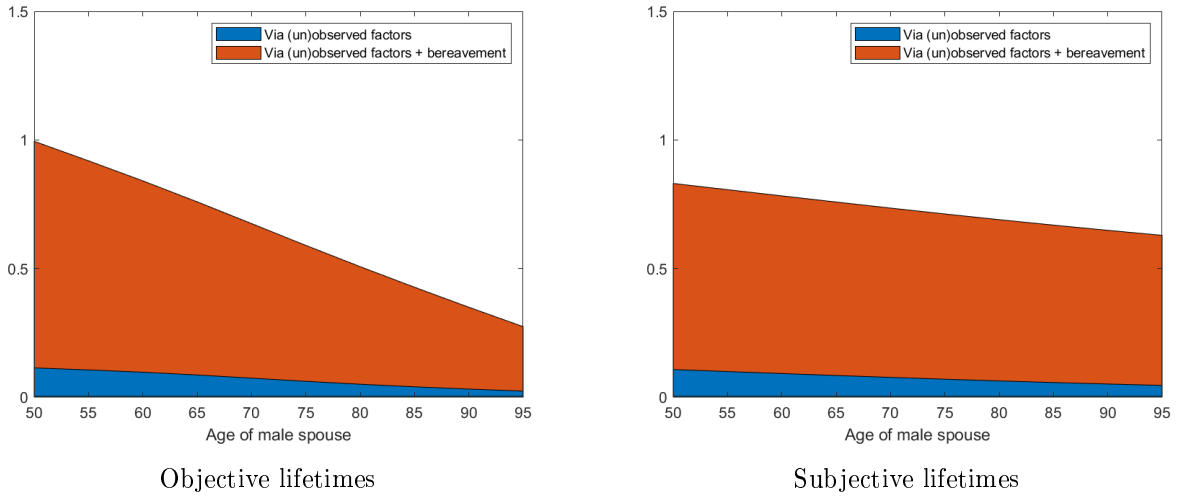 1.5
1
0.5
0
Via (un)observed factors
Via (un)observed factors + bereavement
50 55 60 65 70 75 80 85 90 95
Age of male spouse
Objective lifetimes
1.5
1
0.5
0
Via (un)observed factors
Via (un)observed factors + bereavement
50 55 60 65 70 75 80 85 90 95
Age of male spouse
Subjective lifetimes